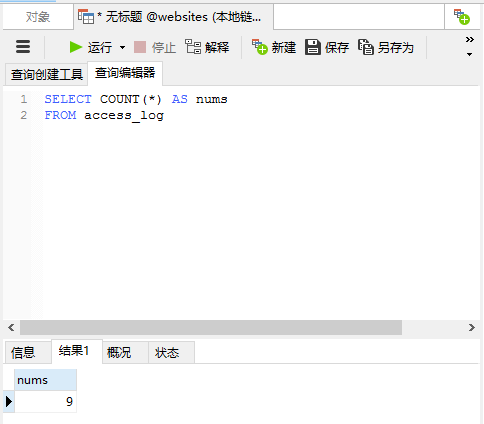 对象
* 无标题 @websites (本地链...
运行
停止
解释
新建
保存
另存为
查询创建工具
查询编辑器
1 SELECT COUNT(*) AS nums
2 FROM access_log
信息
结果1
概况
状态
nums
9